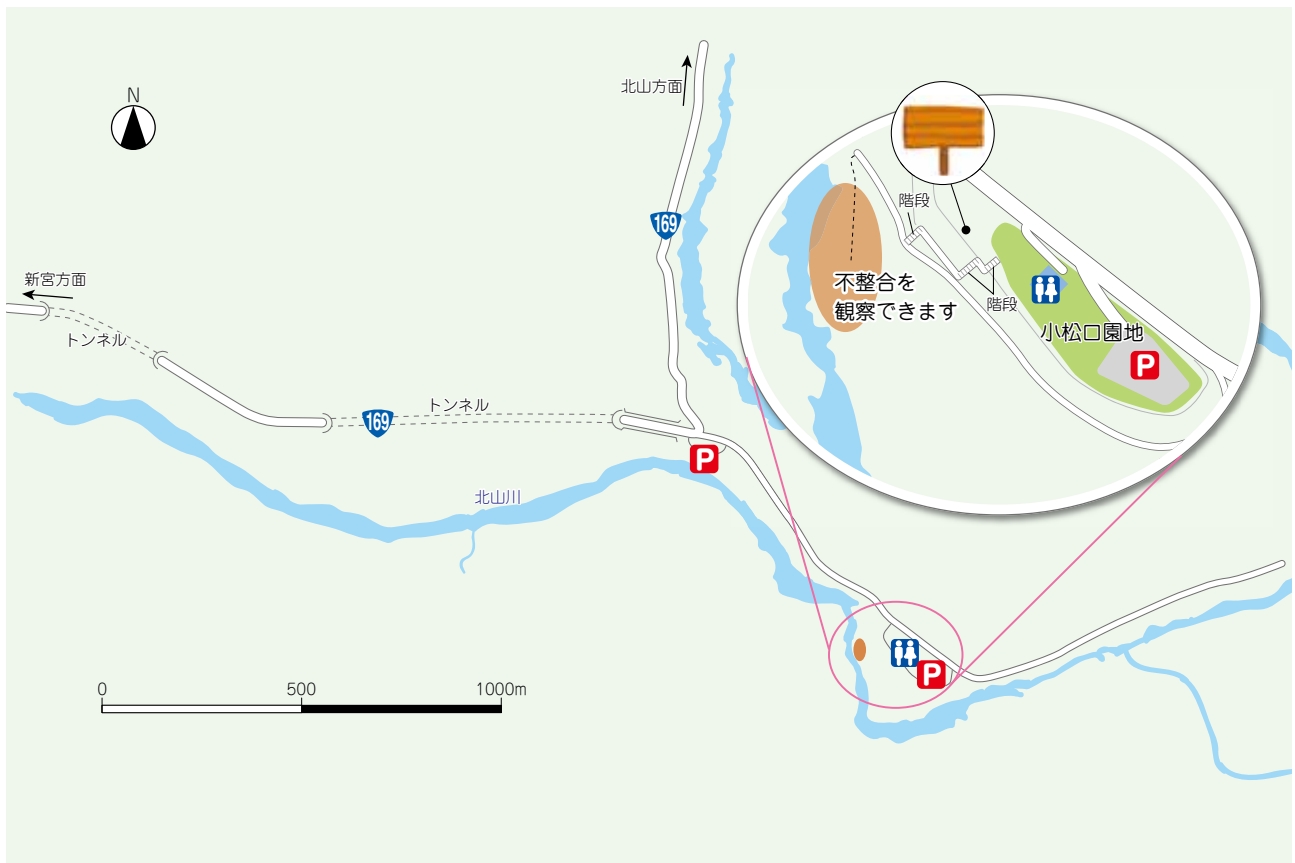 N
北山方面
169
階段
新宮方面
不整合を
観察できます
階段
小松口園地
トンネル
P
トンネル
169
P
北山川
P
0 500 1000m